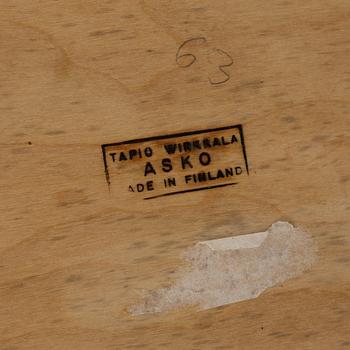 63
TAPIO WIRKKALA
ASKO
ADE IN FINLAND